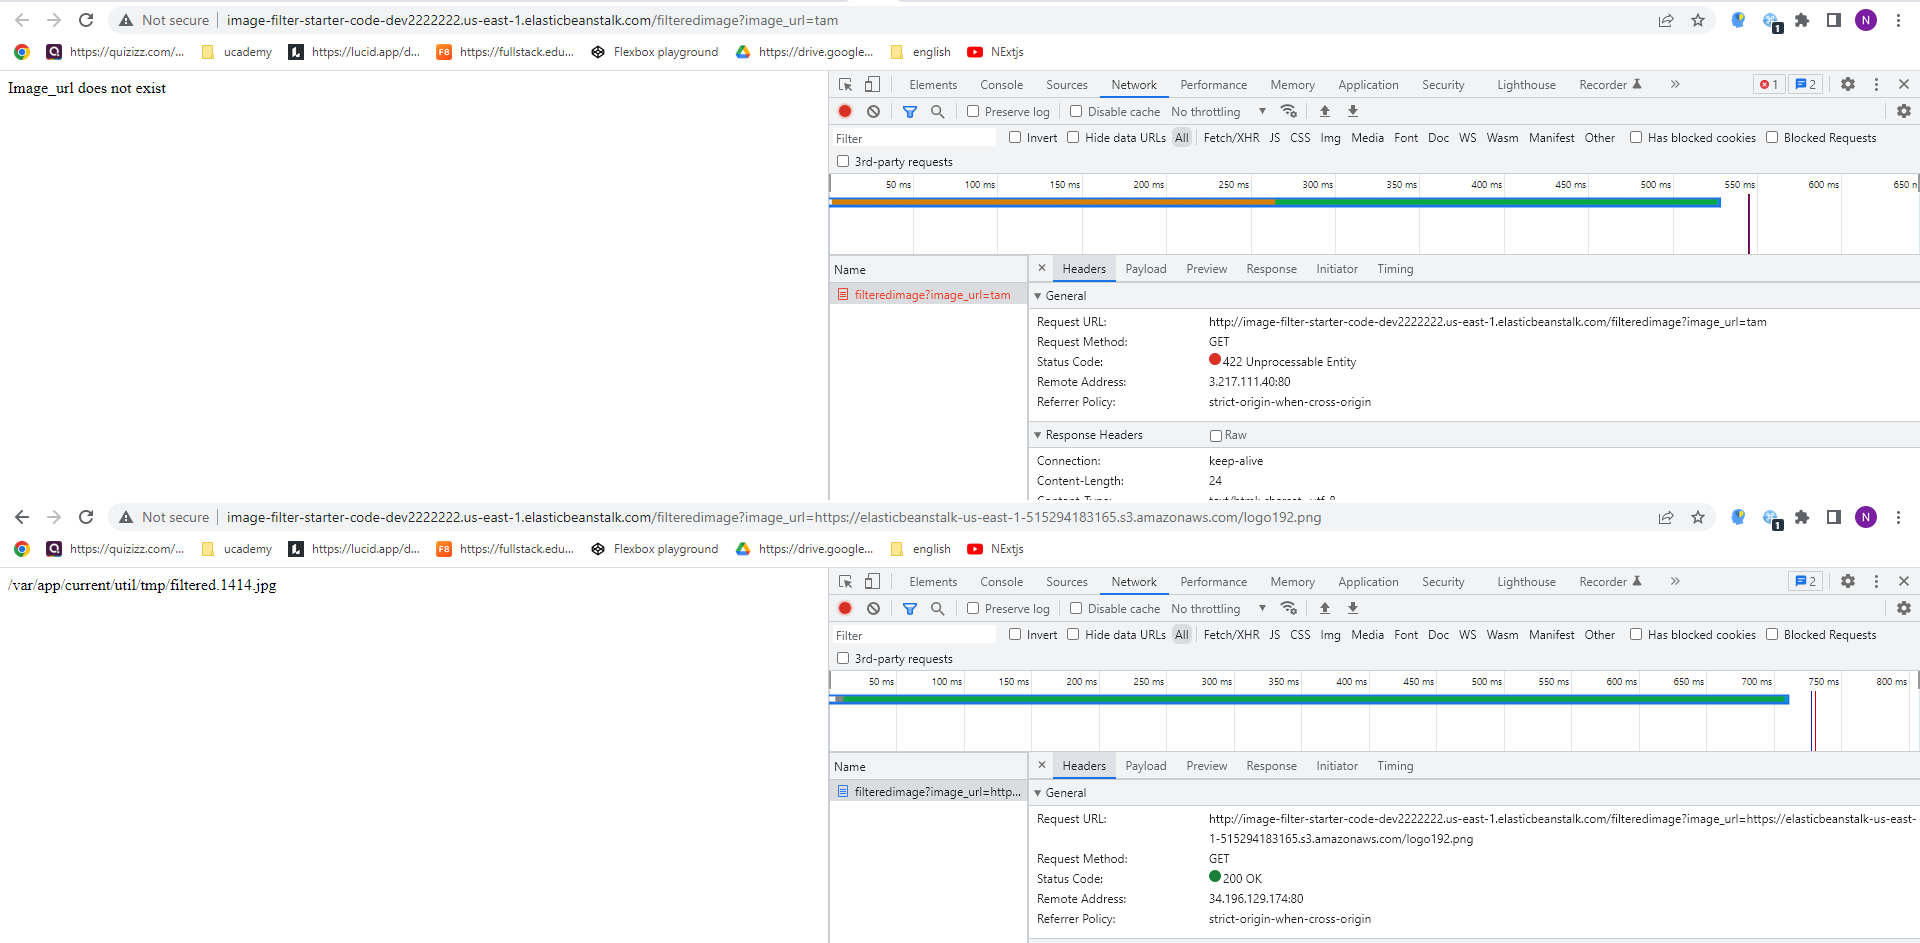 Not secure | image-filter-starter-code-dev2222222.us-east-1.elasticbeanstalk.com/filteredimage?image_url=tam N
https://quizizz.com/... ucademy https://lucid.app/d... F8 https://fullstack.edu... Flexbox playground https://drive.google... english NExtjs
Image_url does not exist
Elements Console Sources Network Performance Memory Application Security Lighthouse Recorder 1 2
Preserve log Disable cache No throttling
Filter Invert Hide data URLs All Fetch/XHR JS CSS Img Media Font Doc WS Wasm Manifest Other Has blocked cookies Blocked Requests
3rd-party requests
50 ms 100 ms 150 ms 200 ms 250 ms 300 ms 350 ms 400 ms 450 ms 500 ms 550 ms 600 ms 650 n
Name Headers Payload Preview Response Initiator Timing
filteredimage?image_url=tam
General
Request URL: http://image-filter-starter-code-dev2222222.us-east-1.elasticbeanstalk.com/filteredimage?image_url=tam
Request Method: GET
Status Code: 422 Unprocessable Entity
Remote Address: 3.217.111.40:80
Referrer Policy: strict-origin-when-cross-origin
Response Headers Raw
Connection: keep-alive
Content-Length: 24
Content-Type: text/html; charset=utf-8
Not secure | image-filter-starter-code-dev2222222.us-east-1.elasticbeanstalk.com/filteredimage?image_url=https://elasticbeanstalk-us-east-1-515294183165.s3.amazonaws.com/logo192.png 1 N
https://quizizz.com/... ucademy https://lucid.app/d... F8 https://fullstack.edu... Flexbox playground https://drive.google... english NExtjs
/var/app/current/util/tmp/filtered.1414.jpg
Elements Console Sources Network Performance Memory Application Security Lighthouse Recorder 2
Preserve log Disable cache No throttling
Filter Invert Hide data URLs All Fetch/XHR JS CSS Img Media Font Doc WS Wasm Manifest Other Has blocked cookies Blocked Requests
3rd-party requests
50 ms 100 ms 150 ms 200 ms 250 ms 300 ms 350 ms 400 ms 450 ms 500 ms 550 ms 600 ms 650 ms 700 ms 750 ms 800 ms
Name Headers Payload Preview Response Initiator Timing
filteredimage?image_url=http...
General
Request URL: http://image-filter-starter-code-dev2222222.us-east-1.elasticbeanstalk.com/filteredimage?image_url=https://elasticbeanstalk-us-east-
1-515294183165.s3.amazonaws.com/logo192.png
Request Method: GET
Status Code: 200 OK
Remote Address: 34.196.129.174:80
Referrer Policy: strict-origin-when-cross-origin